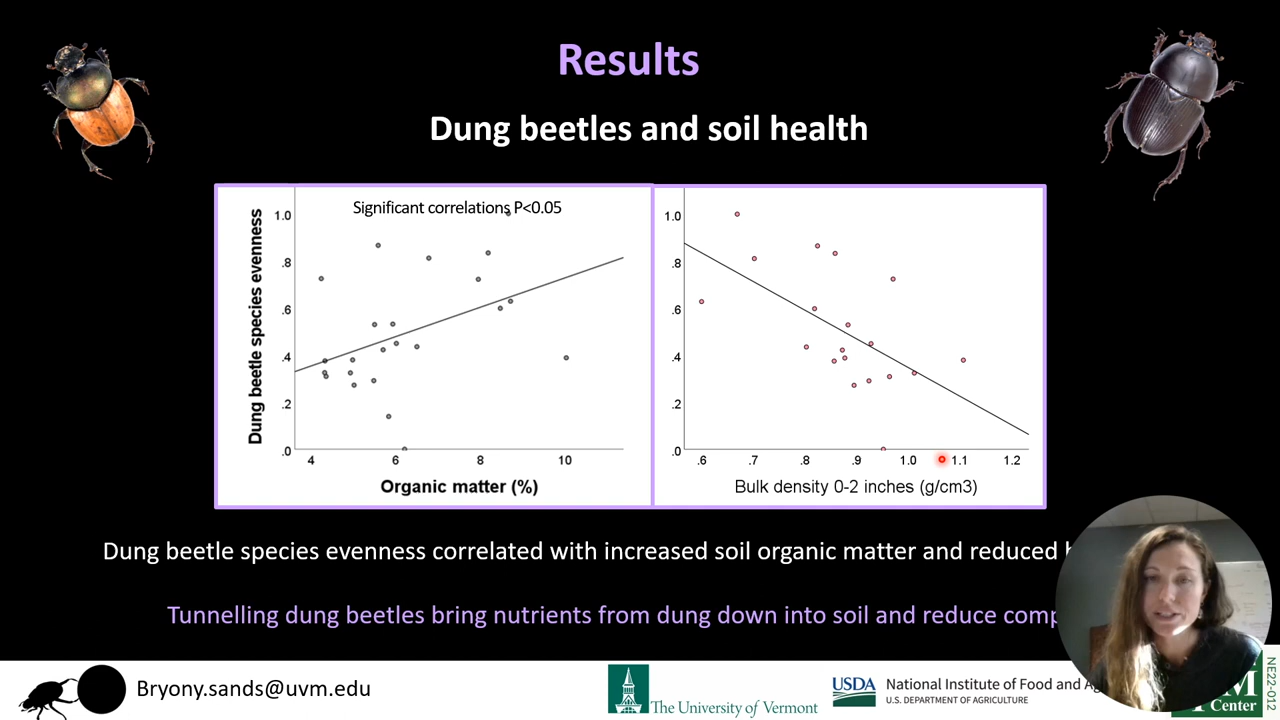 Results
Dung beetles and soil health
Significant correlations P<0.05
Dung beetle species evenness
1.0
.8
.6
.4
.2
.0
4 6 8 10
Organic matter (%)
1.0
.8
.6
.4
.2
.0
.6 .7 .8 .9 1.0 1.1 1.2
Bulk density 0-2 inches (g/cm3)
Dung beetle species evenness correlated with increased soil organic matter and reduced
Tunnelling dung beetles bring nutrients from dung down into soil and reduce
Bryony.sands@uvm.edu
The University of Vermont
USDA
National Institute of Food and
U.S. DEPARTMENT OF AGRICULTURE
Center
NE22-012